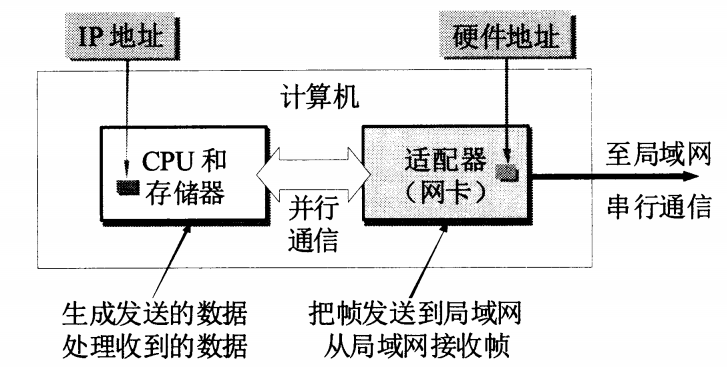 IP 地址
硬件地址
计算机
CPU 和
存储器
适配器
（网卡）
并行
通信
至局域网
串行通信
生成发送的数据
处理收到的数据
把帧发送到局域网
从局域网接收帧